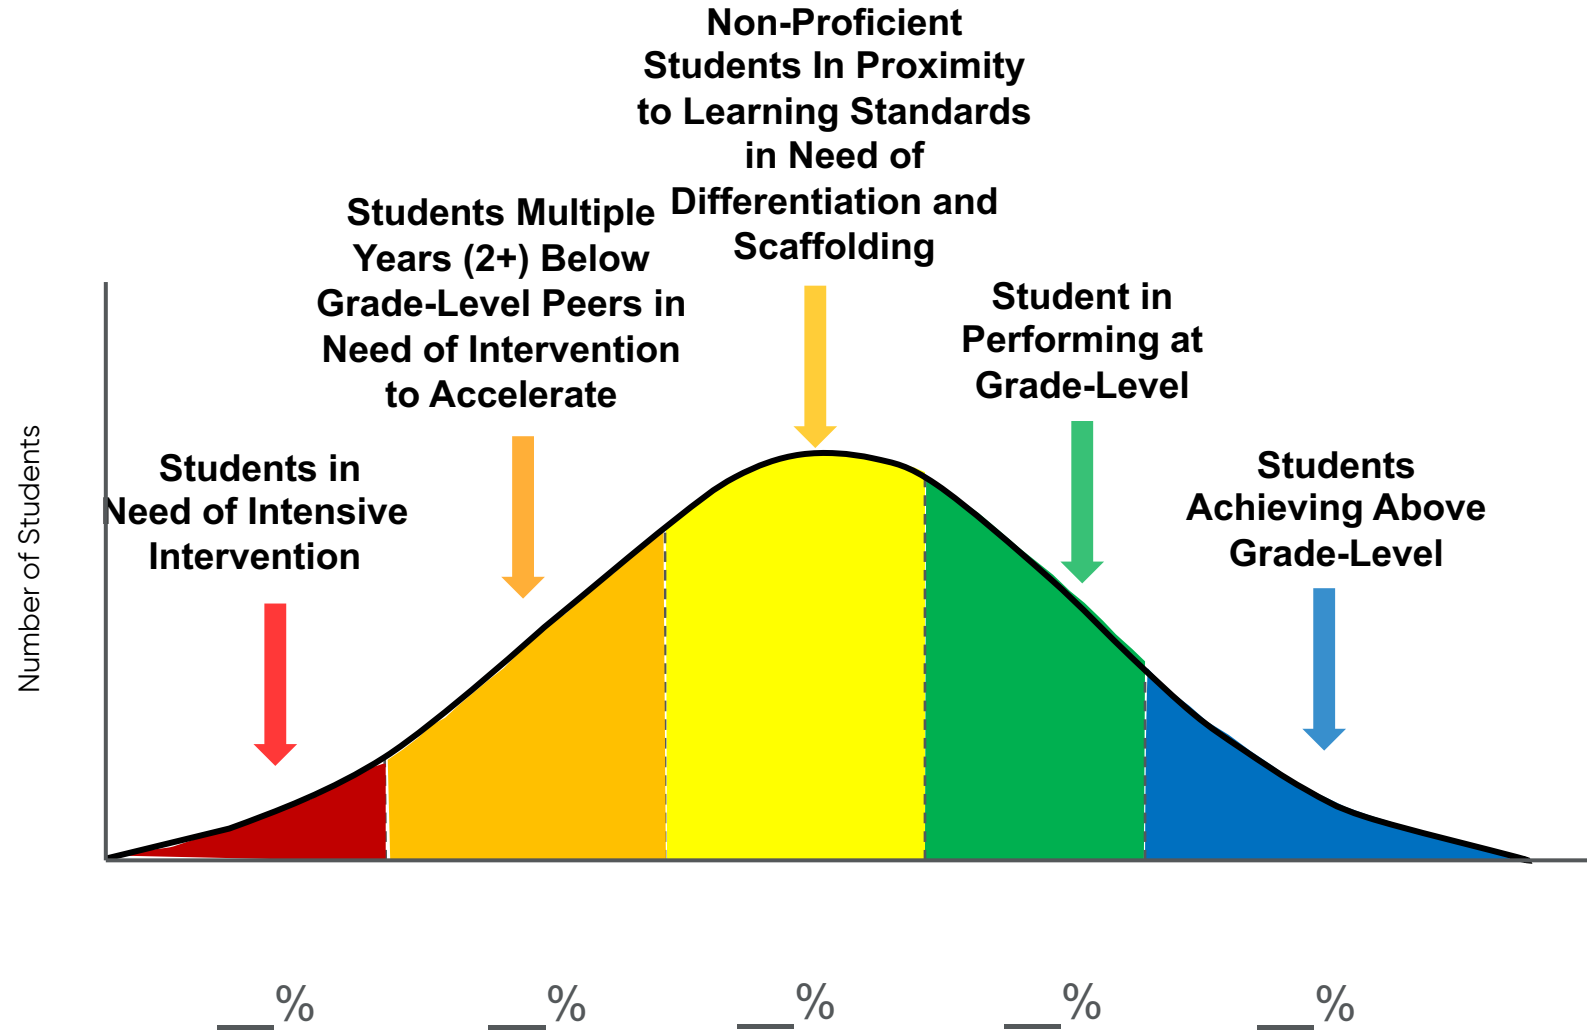 Non-Proficient
Students In Proximity
to Learning Standards
in Need of
Differentiation and
Scaffolding
Students Multiple
Years (2+) Below
Grade-Level Peers in
Need of Intervention
to Accelerate
Student in
Performing at
Grade-Level
Students in
Need of Intensive
Intervention
Students
Achieving Above
Grade-Level
Number of Students
__% __% __% __% __%